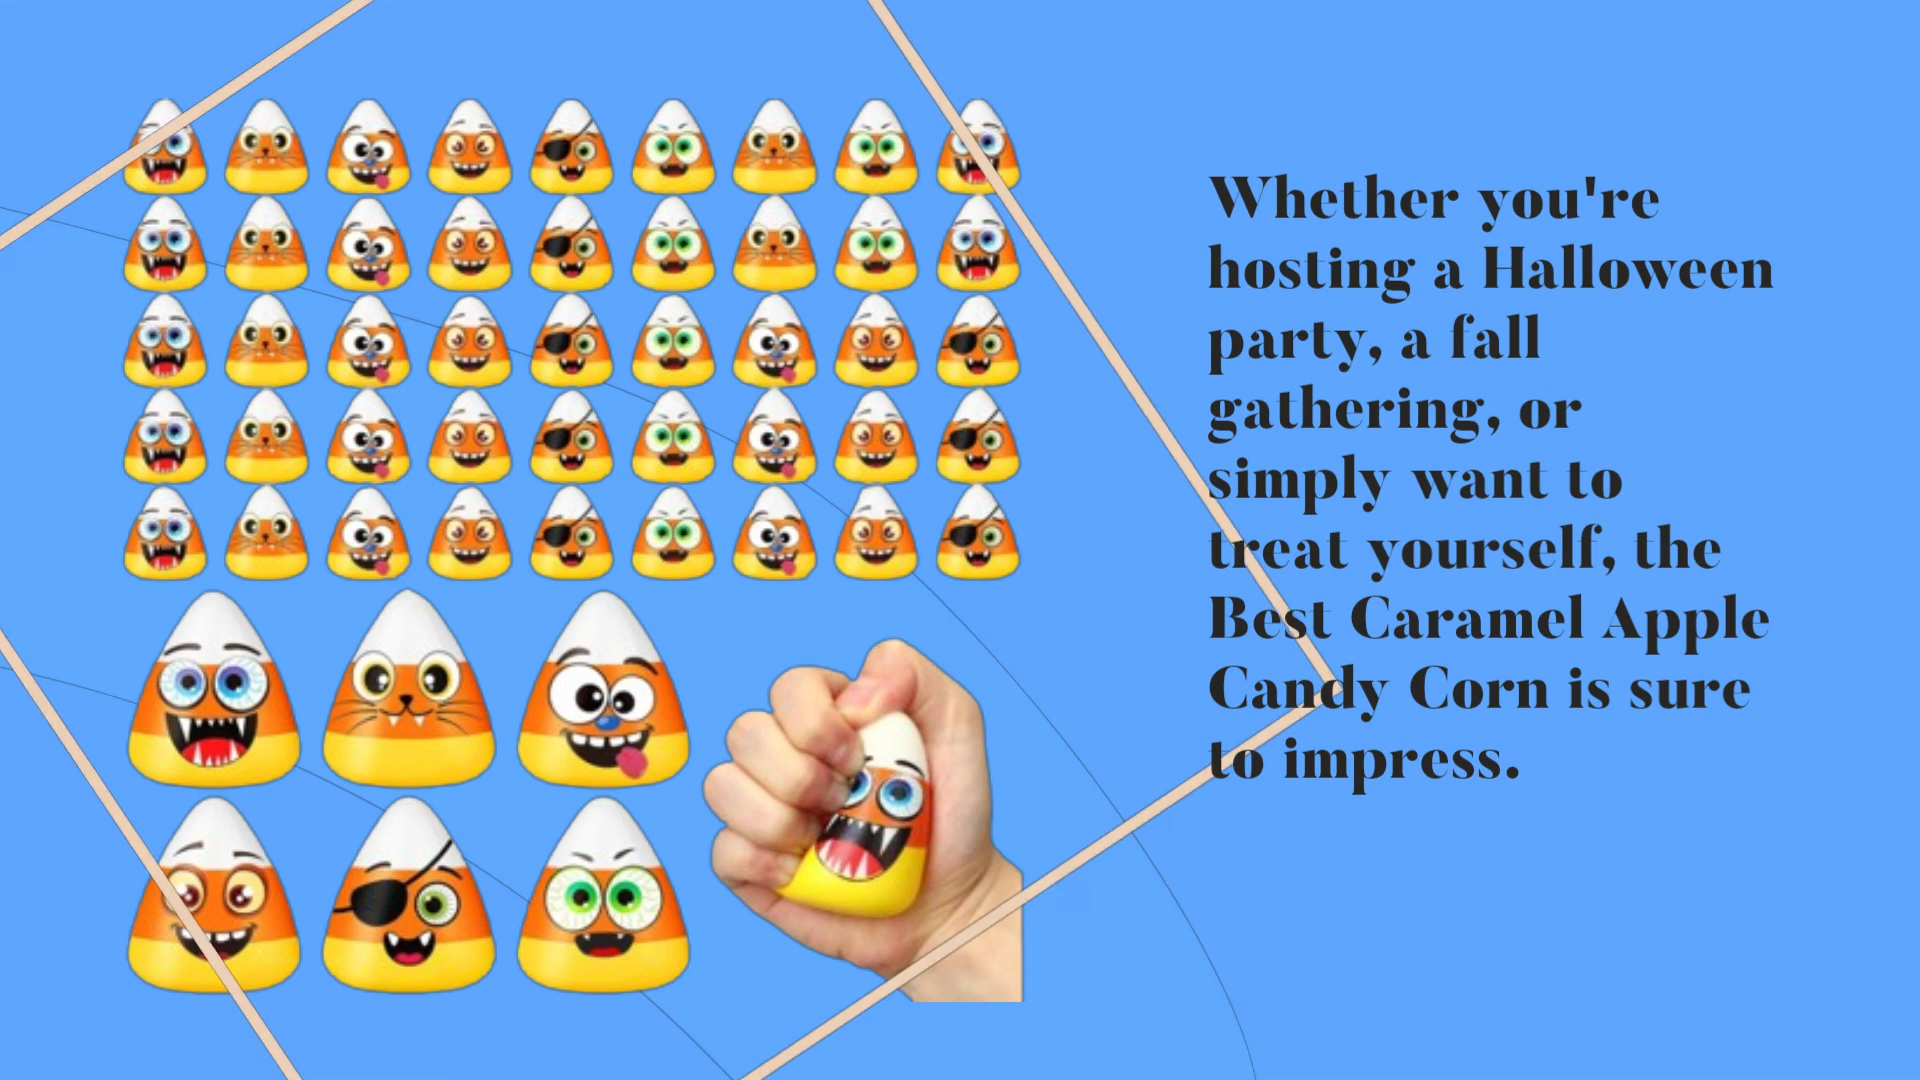 Whether you're
hosting a Halloween
party, a fall
gathering, or
simply want to
treat yourself, the
Best Caramel Apple
Candy Corn is sure
to impress.